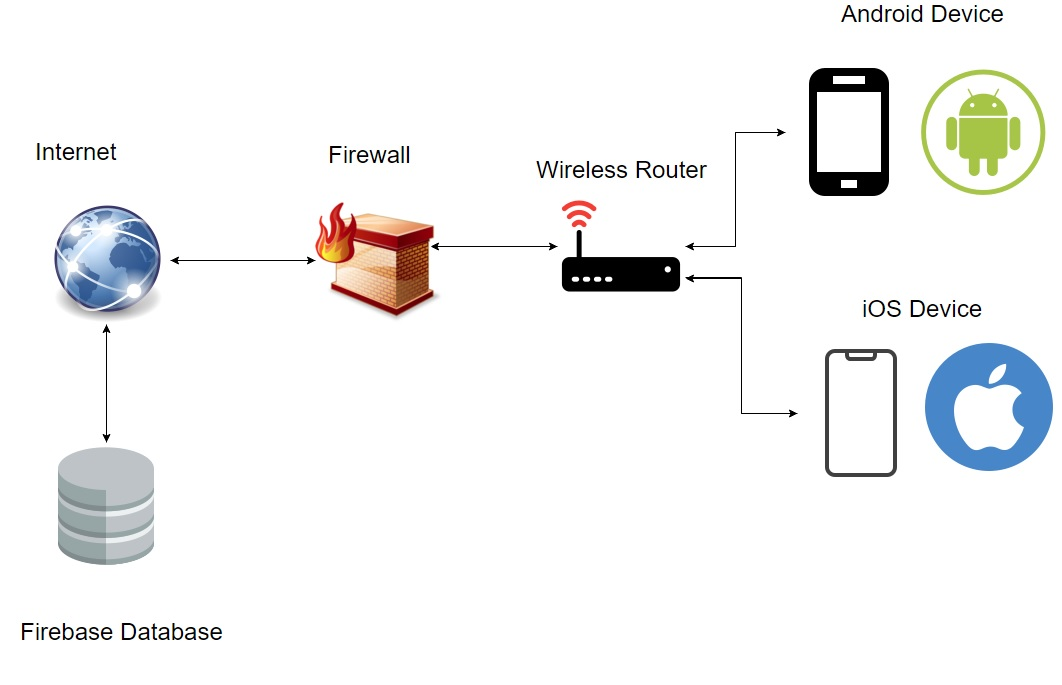 Android Device
Internet
Firewall
Wireless Router
iOS Device
Firebase Database